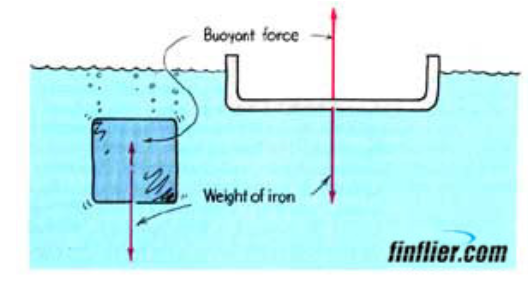 Buoyant force
Weight of iron
finflier.com